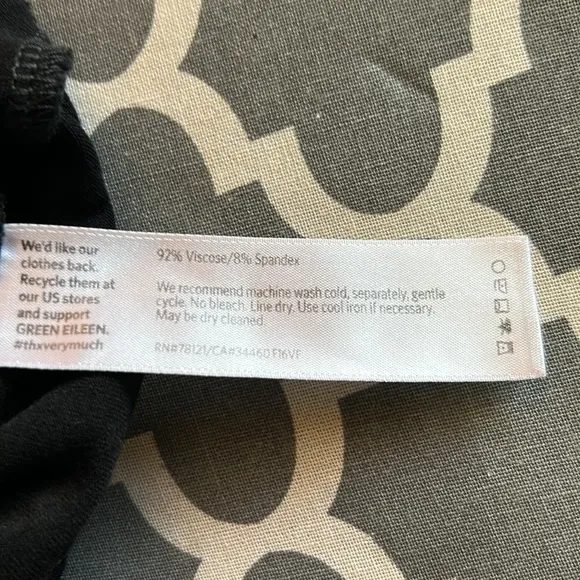 We'd like our
clothes back.
Recycle them at
our US stores
and support
GREEN EILEEN.
#thxverymuch
92% Viscose/8% Spandex
We recommend machine wash cold, separately, gentle
cycle. No bleach. Line dry. Use cool iron if necessary.
May be dry cleaned.
RN#78121/CA#34460 F16VF